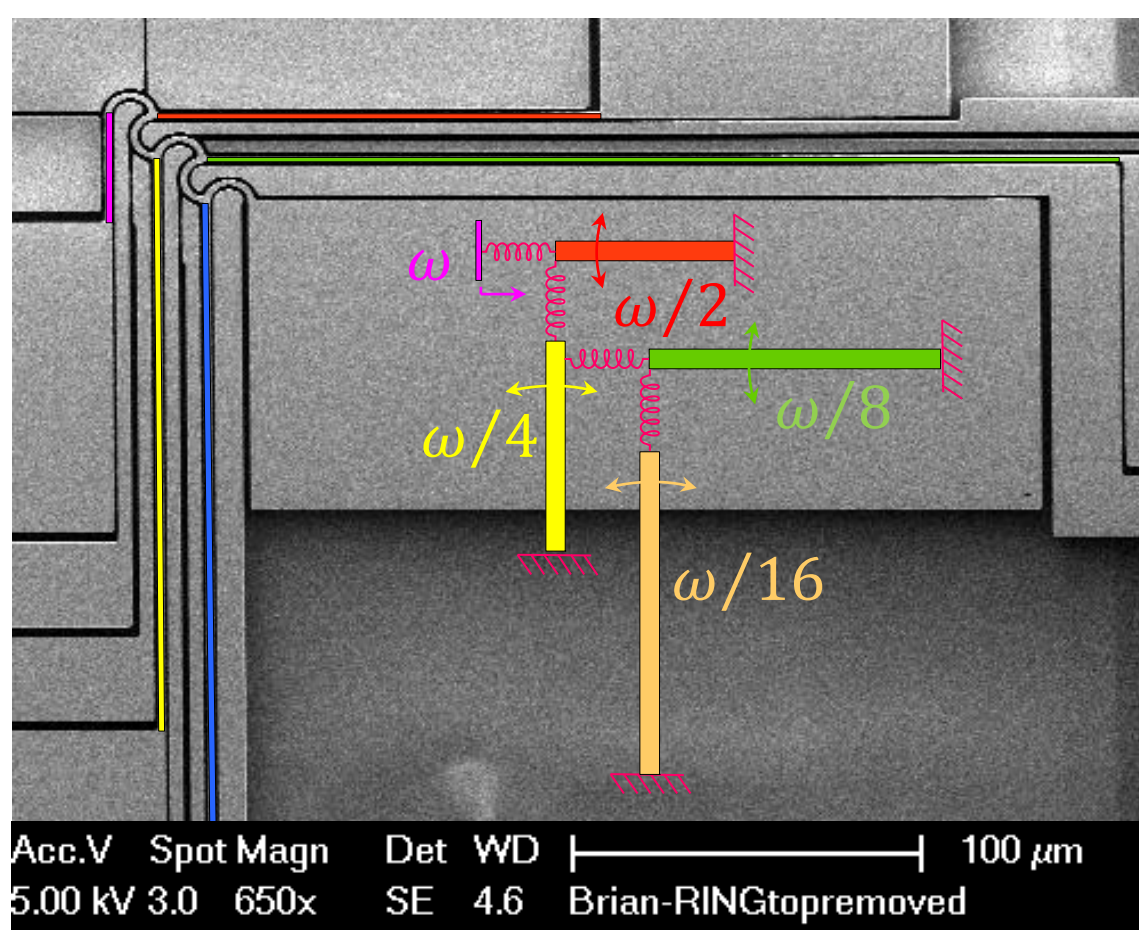 ω
ω/2
ω/4
ω/8
ω/16
Acc.V Spot Magn Det WD 100 μm
5.00 kV 3.0 650x SE 4.6 Brian-RINGtopremoved